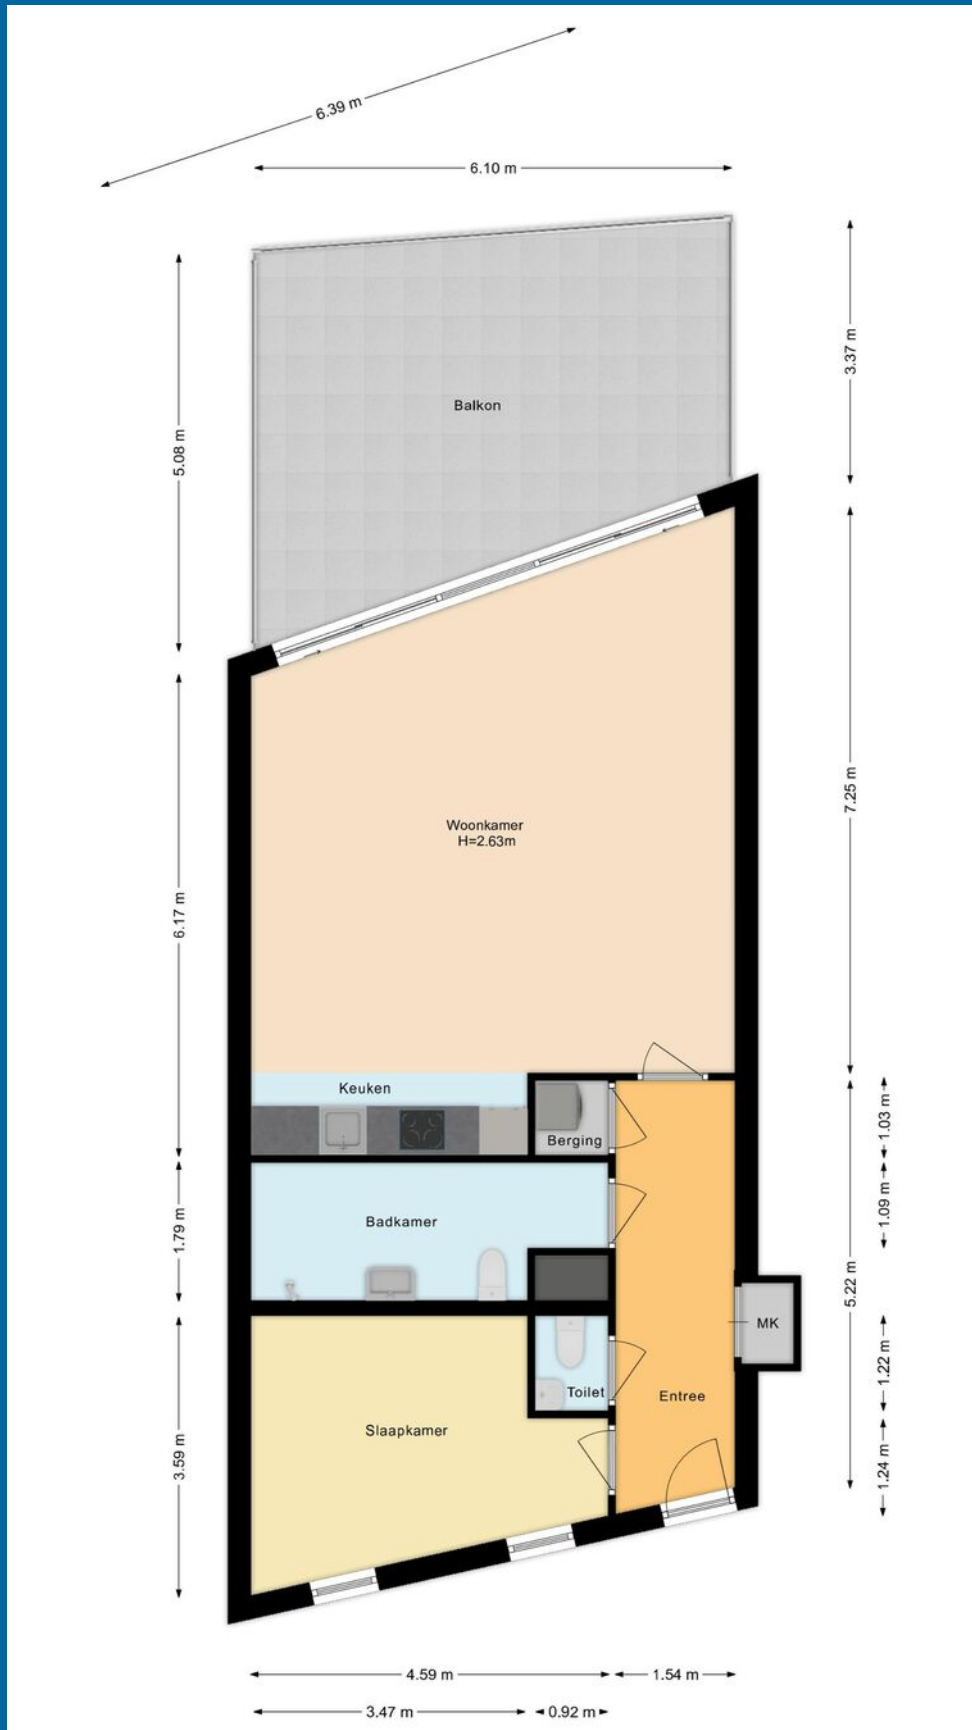 6.39 m
6.10 m
5.08 m
3.37 m
Balkon
7.25 m
Woonkamer
H=2.63m
6.17 m
Keuken
Berging
1.03 m
1.79 m
Badkamer
1.09 m
5.22 m
MK
Toilet
Entree
1.22 m
Slaapkamer
3.59 m
1.24 m
4.59 m
1.54 m
3.47 m
0.92 m